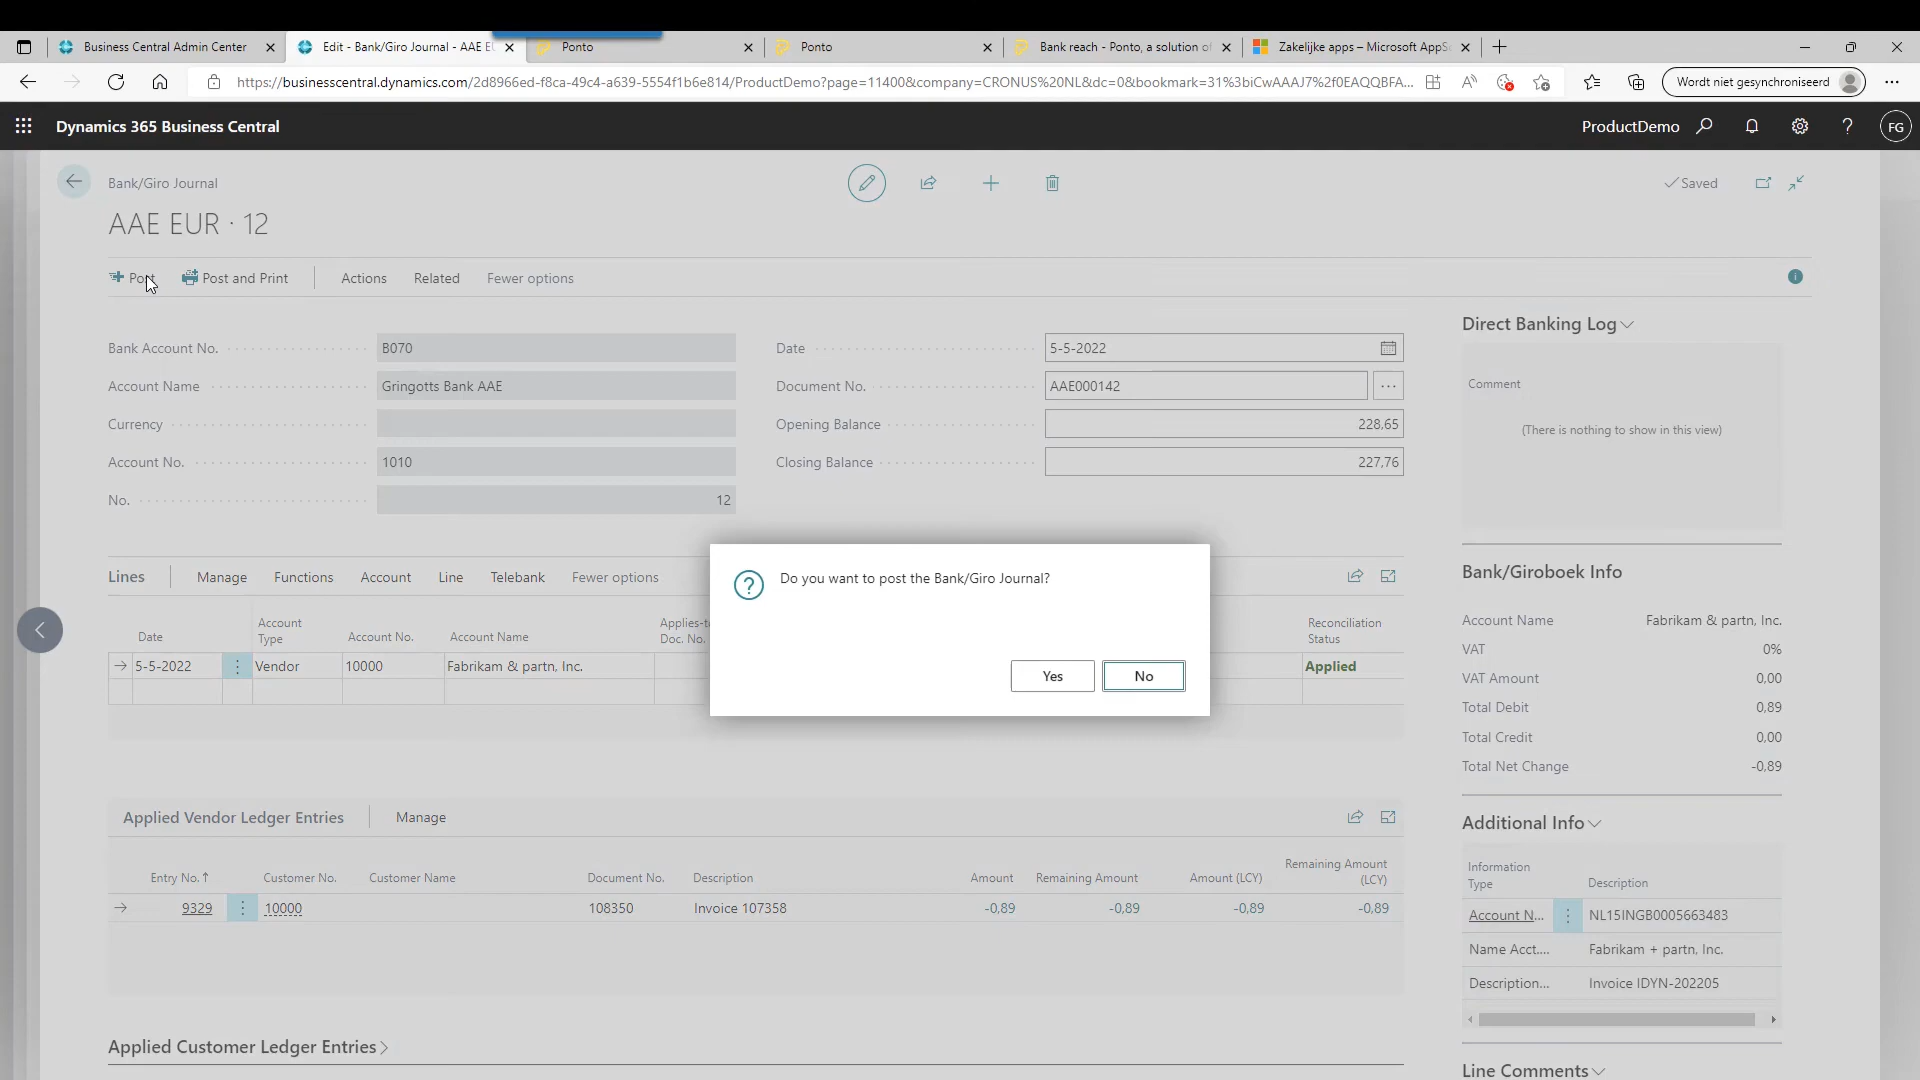 Business Central Admin Center
Edit - Bank/Giro Journal - AAE EU
Ponto
Ponto
Bank reach - Ponto, a solution of
Zakelijke apps – Microsoft AppS
https://businesscentral.dynamics.com/2d8966ed-f8ca-49c4-a639-5554f1b6e814/ProductDemo?page=11400&company=CRONUS%20NL&dc=0&bookmark=31%3biCwAAAJ7%2f0EAQQBFA...
Wordt niet gesynchroniseerd
Dynamics 365 Business Central
ProductDemo
FG
Bank/Giro Journal
Saved
AAE EUR · 12
Post
Post and Print
Actions
Related
Fewer options
Bank Account No.
B070
Account Name
Gringotts Bank AAE
Currency
Account No.
1010
No.
12
Date
5-5-2022
Document No.
AAE000142
Opening Balance
228,65
Closing Balance
227,76
Direct Banking Log
Comment
(There is nothing to show in this view)
Do you want to post the Bank/Giro Journal?
Yes
No
Lines
Manage
Functions
Account
Line
Telebank
Fewer options
Date
Account Type
Account No.
Account Name
Applies-t
Doc. No.
Reconciliation Status
5-5-2022
Vendor
10000
Fabrikam & partn, Inc.
Applied
Bank/Giroboek Info
Account Name
Fabrikam & partn, Inc.
VAT
0%
VAT Amount
0,00
Total Debit
0,89
Total Credit
0,00
Total Net Change
-0,89
Applied Vendor Ledger Entries
Manage
Entry No.↑
Customer No.
Customer Name
Document No.
Description
Amount
Remaining Amount
Amount (LCY)
Remaining Amount (LCY)
9329
10000
108350
Invoice 107358
-0,89
-0,89
-0,89
-0,89
Additional Info
Information Type
Description
Account N...
NL15INGB0005663483
Name Acct....
Fabrikam + partn, Inc.
Description...
Invoice IDYN-202205
Applied Customer Ledger Entries
Line Comments